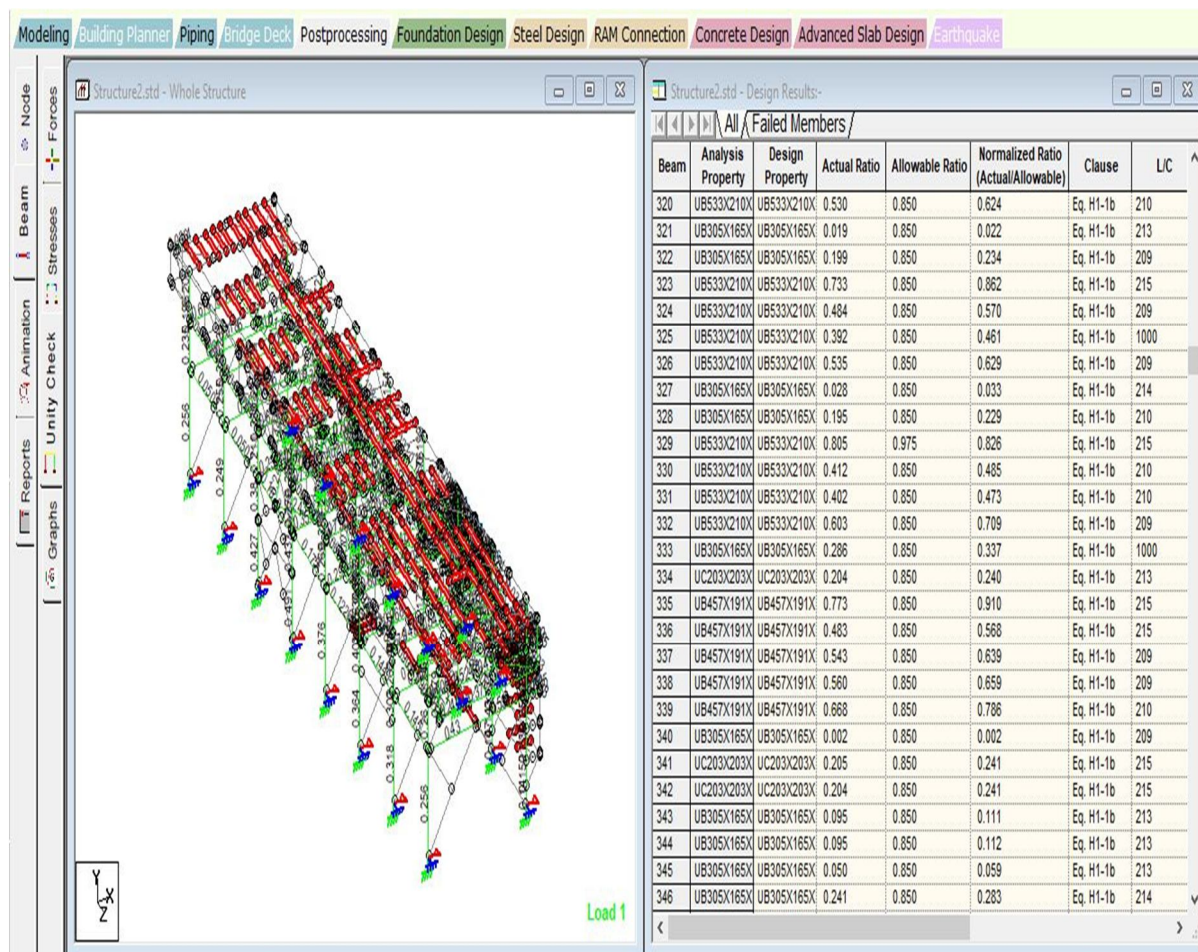 Modeling Building Planner Piping Bridge Deck Postprocessing Foundation Design Steel Design RAM Connection Concrete Design Advanced Slab Design Earthquake
Node
Beam
Animation
Reports
Forces
Stresses
Unity Check
Graphs
Structure2.std - Whole Structure
0.256
0.249
0.427
0.376
0.364
0.318
0.256
Y
X
Z
Load 1
Structure2.std - Design Results:-
All Failed Members
Beam Analysis Property Design Property Actual Ratio Allowable Ratio Normalized Ratio (Actual/Allowable) Clause L/C
320 UB533X210X UB533X210X 0.530 0.850 0.624 Eq. H1-1b 210
321 UB305X165X UB305X165X 0.019 0.850 0.022 Eq. H1-1b 213
322 UB305X165X UB305X165X 0.199 0.850 0.234 Eq. H1-1b 209
323 UB533X210X UB533X210X 0.733 0.850 0.862 Eq. H1-1b 215
324 UB533X210X UB533X210X 0.484 0.850 0.570 Eq. H1-1b 209
325 UB533X210X UB533X210X 0.392 0.850 0.461 Eq. H1-1b 1000
326 UB533X210X UB533X210X 0.535 0.850 0.629 Eq. H1-1b 209
327 UB305X165X UB305X165X 0.028 0.850 0.033 Eq. H1-1b 214
328 UB305X165X UB305X165X 0.195 0.850 0.229 Eq. H1-1b 210
329 UB533X210X UB533X210X 0.805 0.975 0.826 Eq. H1-1b 215
330 UB533X210X UB533X210X 0.412 0.850 0.485 Eq. H1-1b 210
331 UB533X210X UB533X210X 0.402 0.850 0.473 Eq. H1-1b 210
332 UB533X210X UB533X210X 0.603 0.850 0.709 Eq. H1-1b 209
333 UB305X165X UB305X165X 0.286 0.850 0.337 Eq. H1-1b 1000
334 UC203X203X UC203X203X 0.204 0.850 0.240 Eq. H1-1b 213
335 UB457X191X UB457X191X 0.773 0.850 0.910 Eq. H1-1b 215
336 UB457X191X UB457X191X 0.483 0.850 0.568 Eq. H1-1b 215
337 UB457X191X UB457X191X 0.543 0.850 0.639 Eq. H1-1b 209
338 UB457X191X UB457X191X 0.560 0.850 0.659 Eq. H1-1b 209
339 UB457X191X UB457X191X 0.668 0.850 0.786 Eq. H1-1b 210
340 UB305X165X UB305X165X 0.002 0.850 0.002 Eq. H1-1b 209
341 UC203X203X UC203X203X 0.205 0.850 0.241 Eq. H1-1b 215
342 UC203X203X UC203X203X 0.204 0.850 0.241 Eq. H1-1b 215
343 UB305X165X UB305X165X 0.095 0.850 0.111 Eq. H1-1b 213
344 UB305X165X UB305X165X 0.095 0.850 0.112 Eq. H1-1b 213
345 UB305X165X UB305X165X 0.050 0.850 0.059 Eq. H1-1b 213
346 UB305X165X UB305X165X 0.241 0.850 0.283 Eq. H1-1b 214